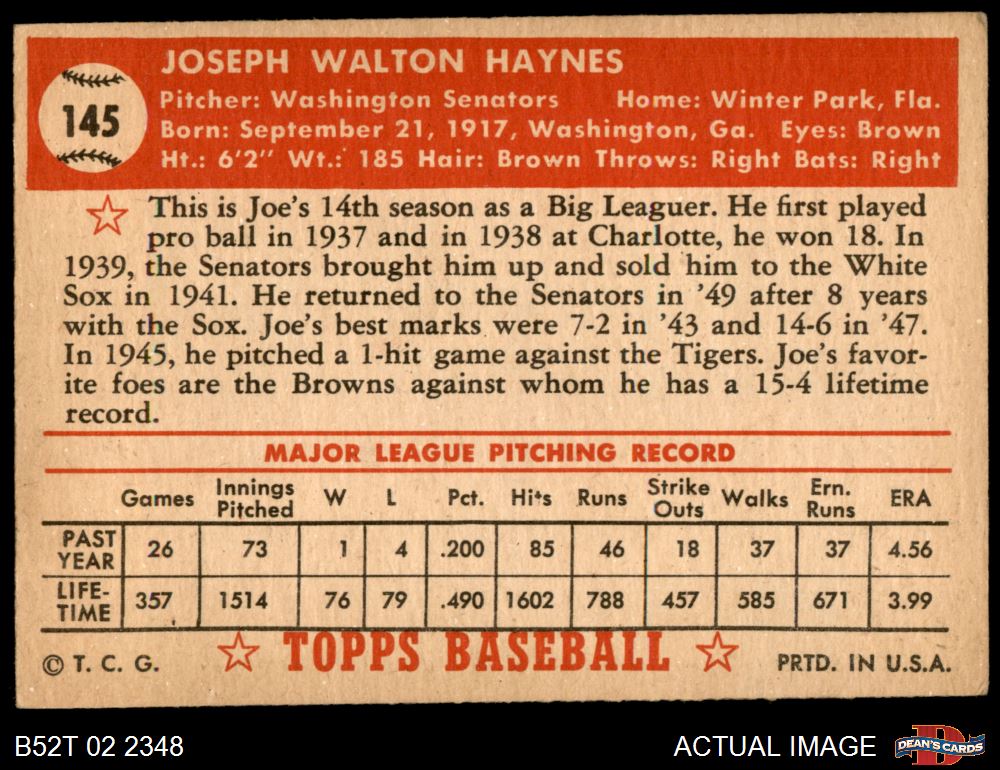 145
JOSEPH WALTON HAYNES
Pitcher: Washington Senators Home: Winter Park, Fla.
Born: September 21, 1917, Washington, Ga. Eyes: Brown
Ht.: 6'2" Wt.: 185 Hair: Brown Throws: Right Bats: Right
This is Joe's 14th season as a Big Leaguer. He first played
pro ball in 1937 and in 1938 at Charlotte, he won 18. In
1939, the Senators brought him up and sold him to the White
Sox in 1941. He returned to the Senators in '49 after 8 years
with the Sox. Joe's best marks were 7-2 in '43 and 14-6 in '47.
In 1945, he pitched a 1-hit game against the Tigers. Joe's favor-
ite foes are the Browns against whom he has a 15-4 lifetime
record.
MAJOR LEAGUE PITCHING RECORD
Games Innings Pitched W L Pct. Hits Runs Strike Outs Walks Ern. Runs ERA
PAST YEAR 26 73 1 4 .200 85 46 18 37 37 4.56
LIFE-TIME 357 1514 76 79 .490 1602 788 457 585 671 3.99
© T. C. G. TOPPS BASEBALL PRTD. IN U.S.A.
B52T 02 2348 ACTUAL IMAGE D DEAN'S CARDS